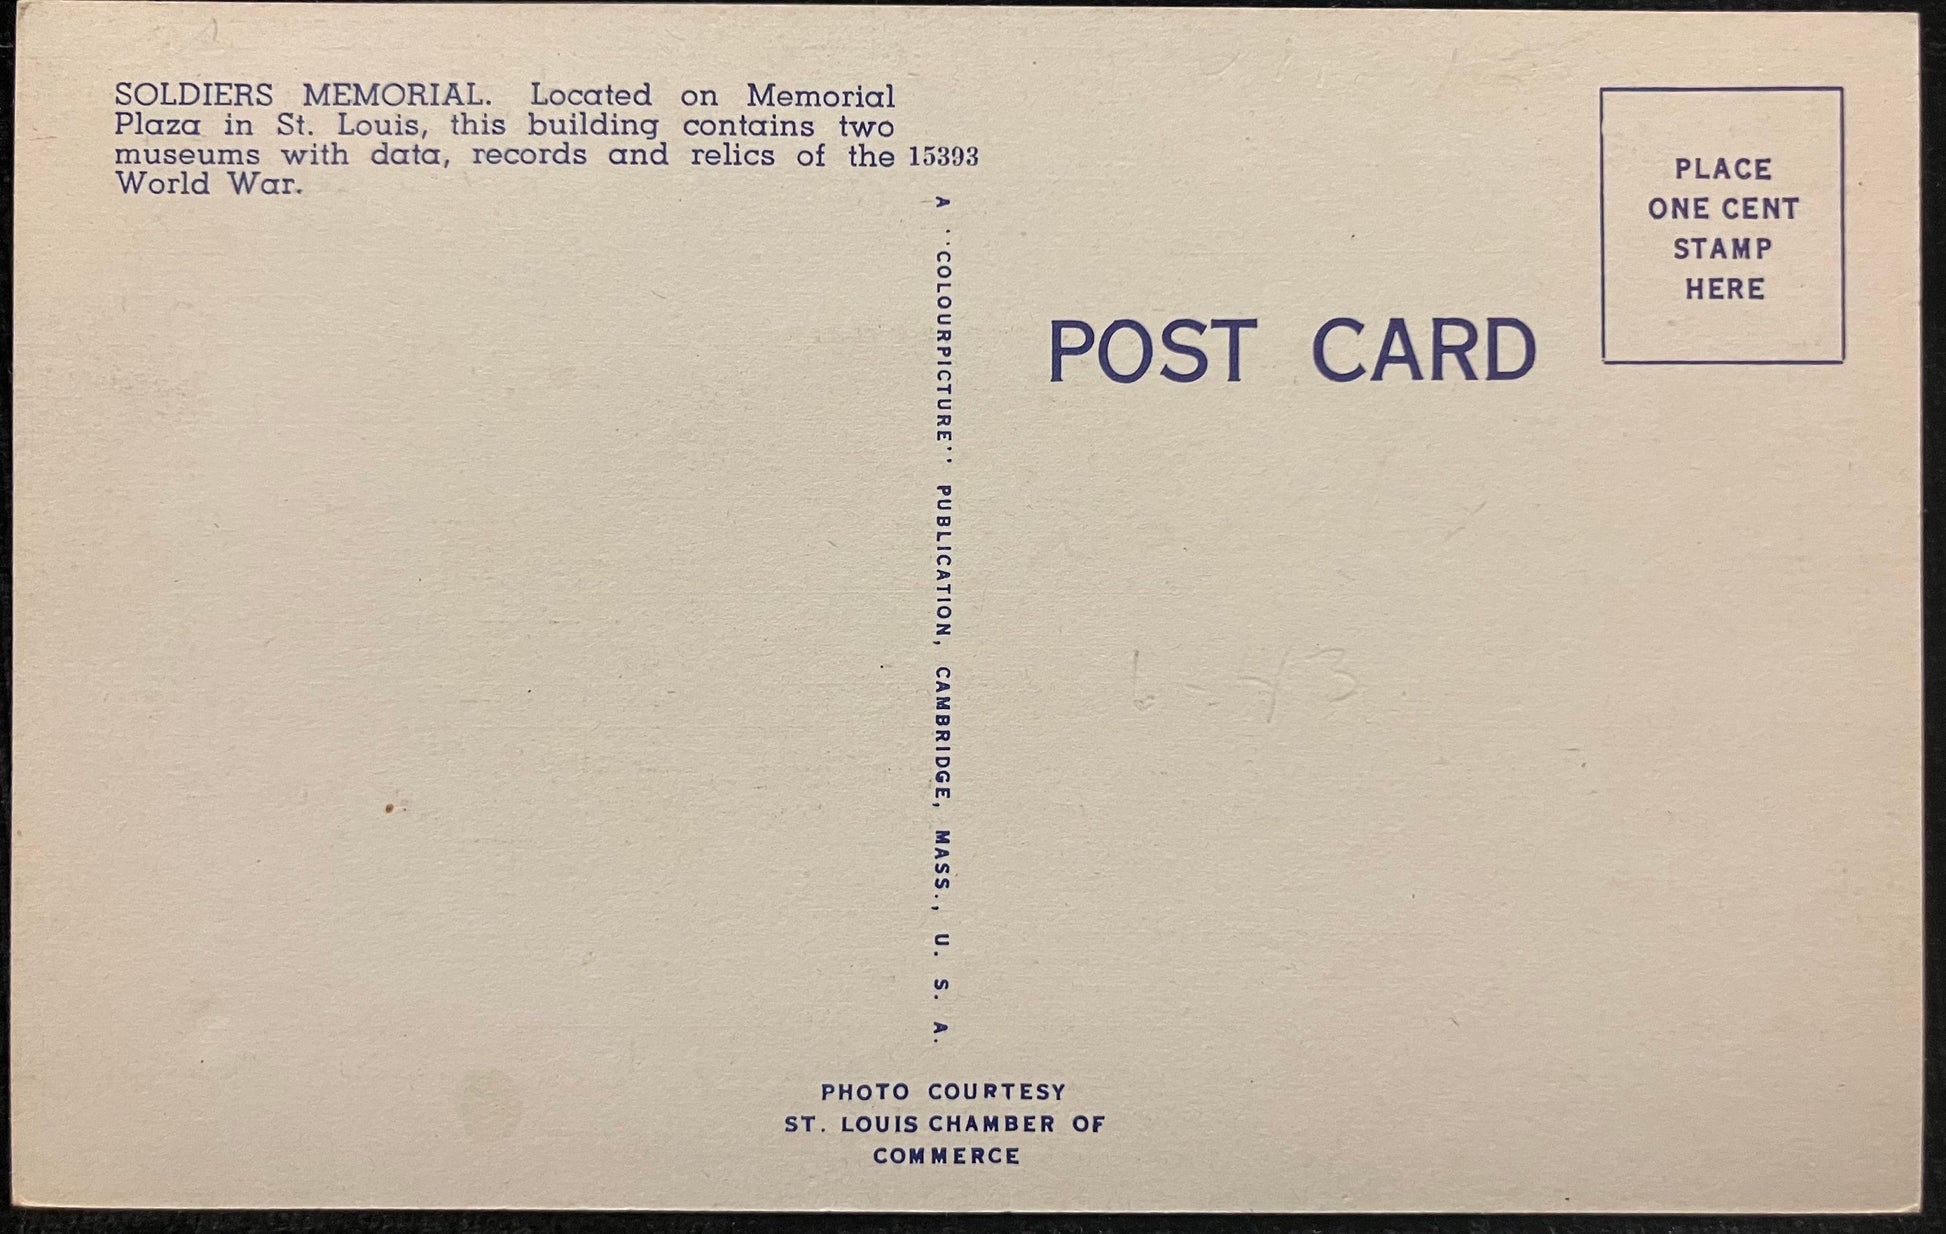 SOLDIERS MEMORIAL. Located on Memorial
Plaza in St. Louis, this building contains two
museums with data, records and relics of the 15393
World War.
A "COLOURPICTURE" PUBLICATION, CAMBRIDGE, MASS., U. S. A.
PLACE
ONE CENT
STAMP
HERE
POST CARD
6-43
PHOTO COURTESY
ST. LOUIS CHAMBER OF
COMMERCE